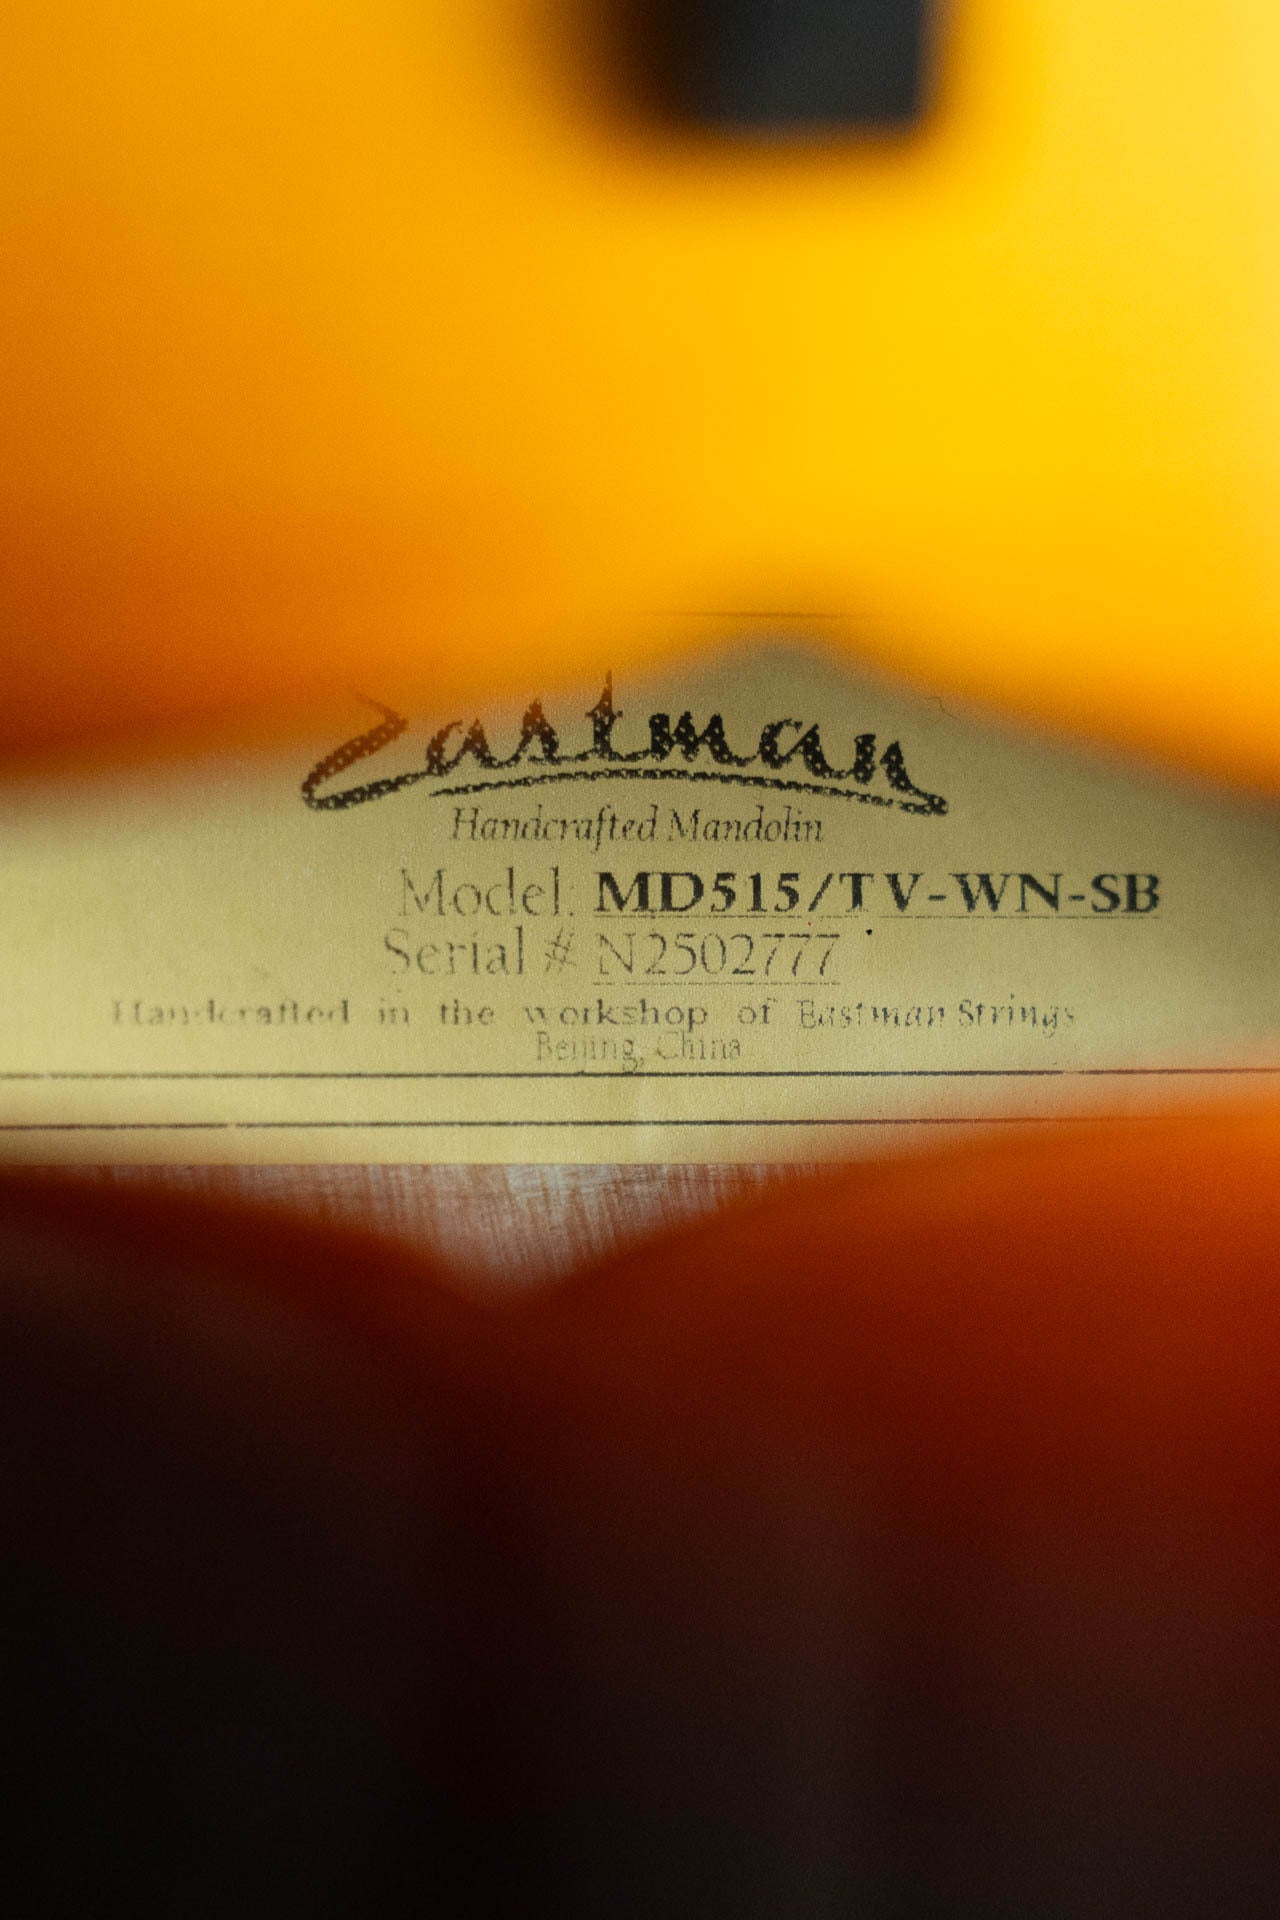 Eastman
Handcrafted Mandolin
Model: MD515/TV-WN-SB
Serial # N2502777
Handcrafted in the workshop of Eastman Strings
Beijing, China